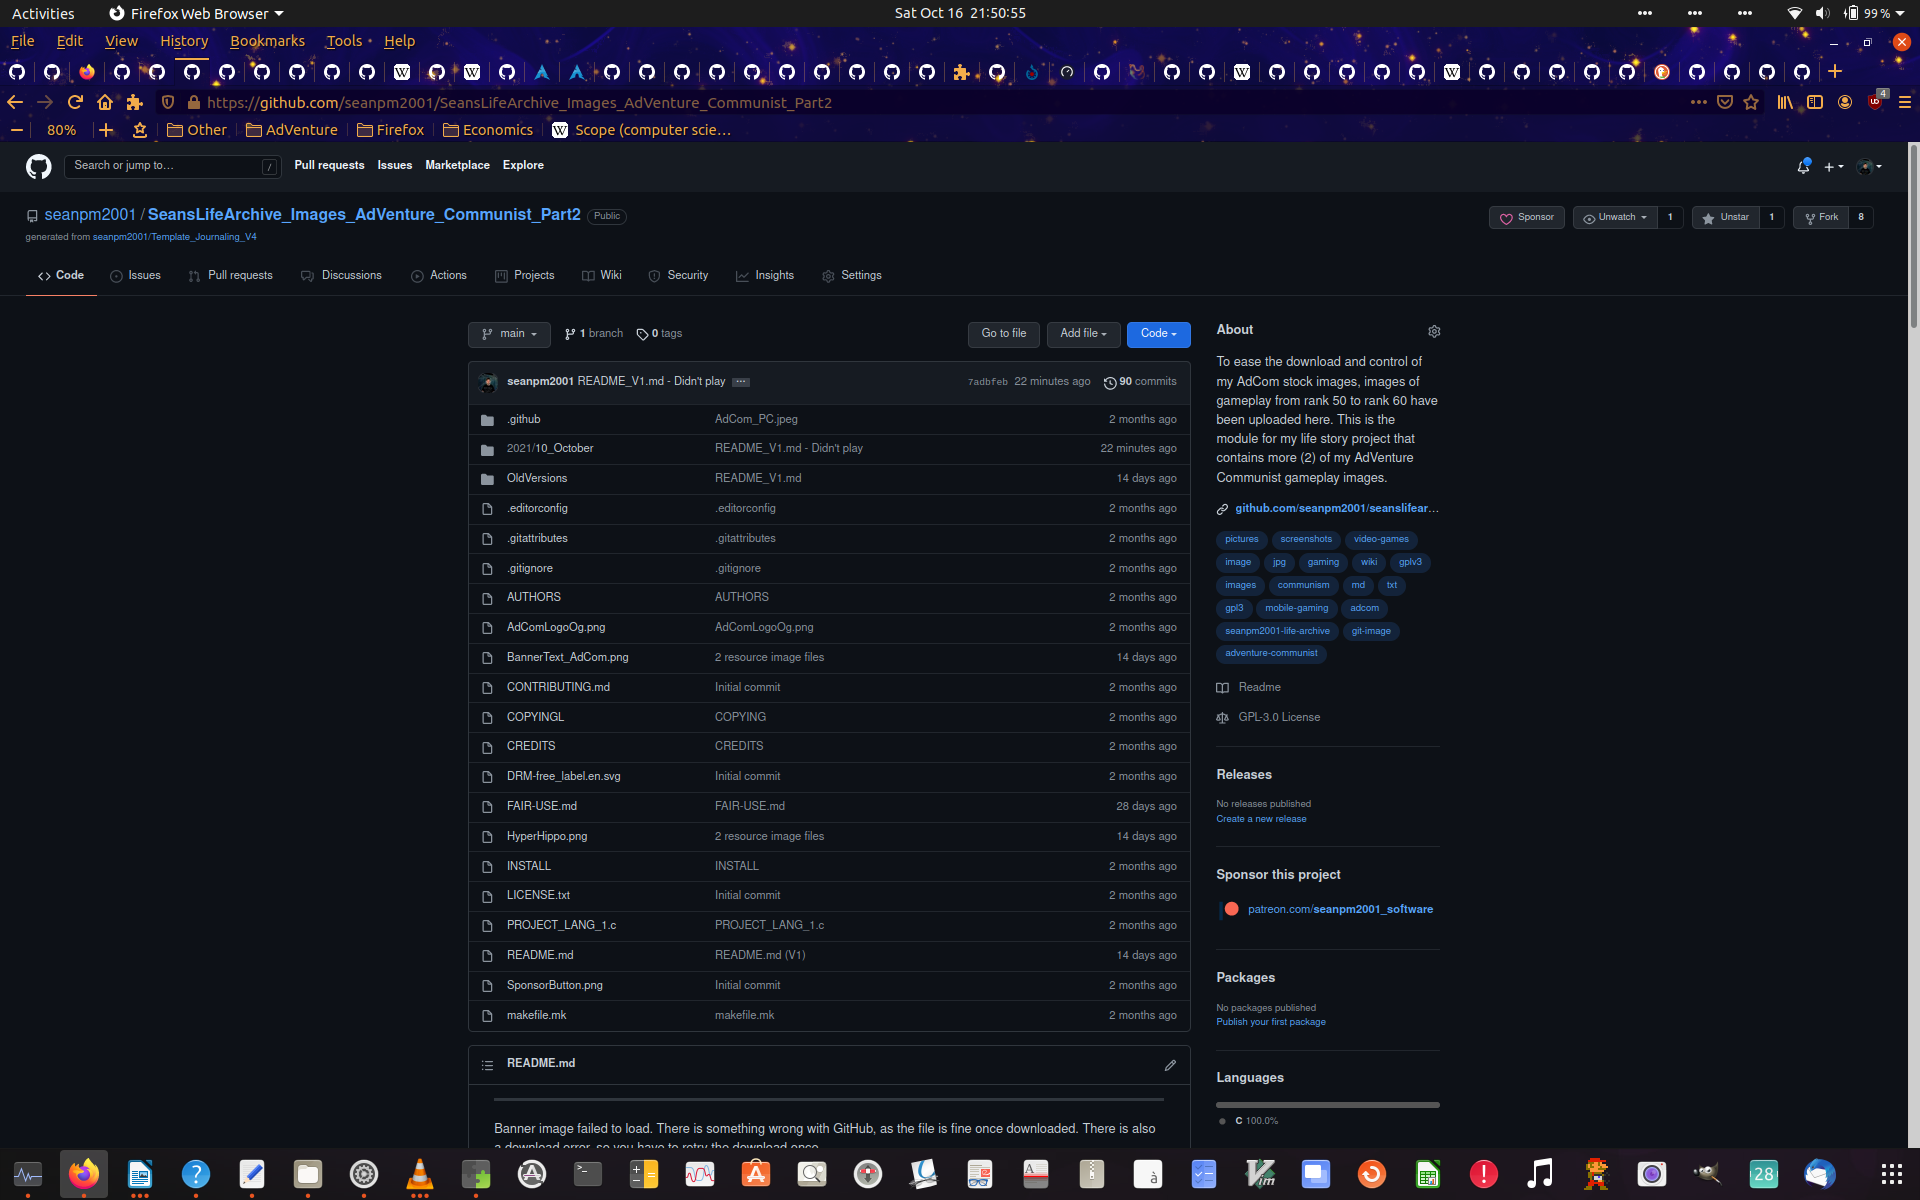 Activities Firefox Web Browser Sat Oct 16 21:50:55 99 %
File Edit View History Bookmarks Tools Help
https://github.com/seanpm2001/SeansLifeArchive_Images_AdVenture_Communist_Part2 4
80% Other AdVenture Firefox Economics Scope (computer scie…
Search or jump to… / Pull requests Issues Marketplace Explore
seanpm2001 / SeansLifeArchive_Images_AdVenture_Communist_Part2 Public
Sponsor Unwatch 1 Unstar 1 Fork 8
generated from seanpm2001/Template_Journaling_V4
Code Issues Pull requests Discussions Actions Projects Wiki Security Insights Settings
main 1 branch 0 tags Go to file Add file Code
seanpm2001 README_V1.md - Didn't play ... 7adbfeb 22 minutes ago 90 commits
.github AdCom_PC.jpeg 2 months ago
2021/10_October README_V1.md - Didn't play 22 minutes ago
OldVersions README_V1.md 14 days ago
.editorconfig .editorconfig 2 months ago
.gitattributes .gitattributes 2 months ago
.gitignore .gitignore 2 months ago
AUTHORS AUTHORS 2 months ago
AdComLogoOg.png AdComLogoOg.png 2 months ago
BannerText_AdCom.png 2 resource image files 14 days ago
CONTRIBUTING.md Initial commit 2 months ago
COPYINGL COPYING 2 months ago
CREDITS CREDITS 2 months ago
DRM-free_label.en.svg Initial commit 2 months ago
FAIR-USE.md FAIR-USE.md 28 days ago
HyperHippo.png 2 resource image files 14 days ago
INSTALL INSTALL 2 months ago
LICENSE.txt Initial commit 2 months ago
PROJECT_LANG_1.c PROJECT_LANG_1.c 2 months ago
README.md README.md (V1) 14 days ago
SponsorButton.png Initial commit 2 months ago
makefile.mk makefile.mk 2 months ago
README.md
Banner image failed to load. There is something wrong with GitHub, as the file is fine once downloaded. There is also
a download error, so you have to retry the download once
About
To ease the download and control of
my AdCom stock images, images of
gameplay from rank 50 to rank 60 have
been uploaded here. This is the
module for my life story project that
contains more (2) of my AdVenture
Communist gameplay images.
github.com/seanpm2001/seanslifear…
pictures screenshots video-games
image jpg gaming wiki gplv3
images communism md txt
gpl3 mobile-gaming adcom
seanpm2001-life-archive git-image
adventure-communist
Readme
GPL-3.0 License
Releases
No releases published
Create a new release
Sponsor this project
patreon.com/seanpm2001_software
Packages
No packages published
Publish your first package
Languages
C 100.0%
28